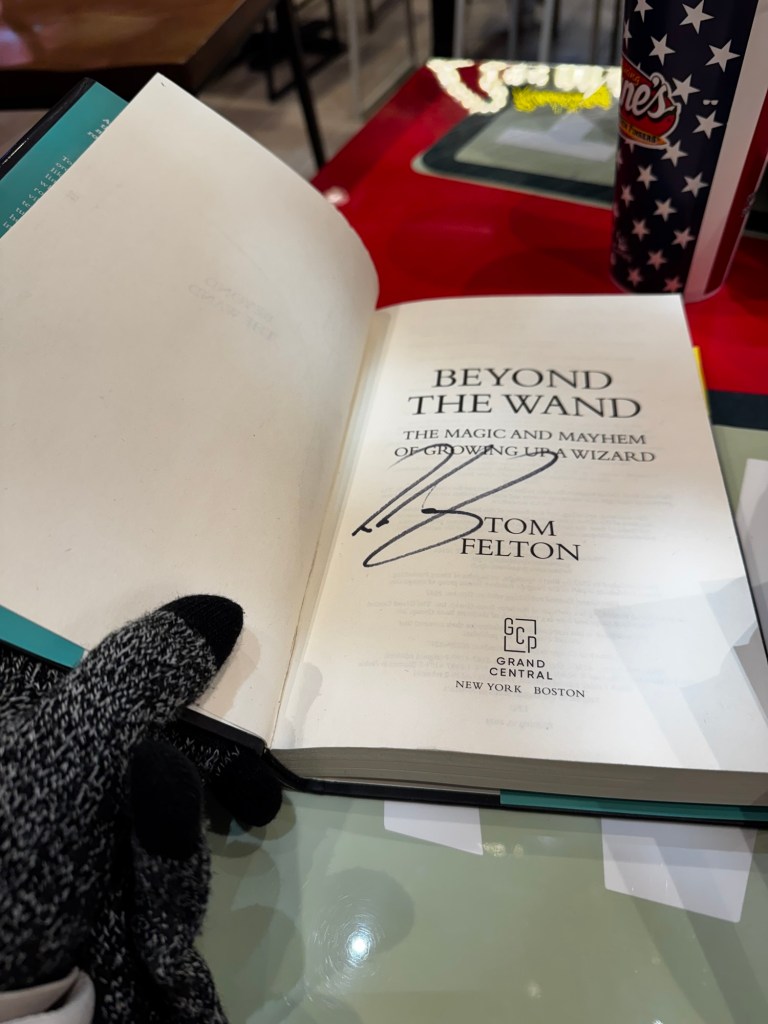 BEYOND
THE WAND
THE MAGIC AND MAYHEM
OF GROWING UP A WIZARD
TOM
FELTON
GCP
GRAND
CENTRAL
NEW YORK BOSTON